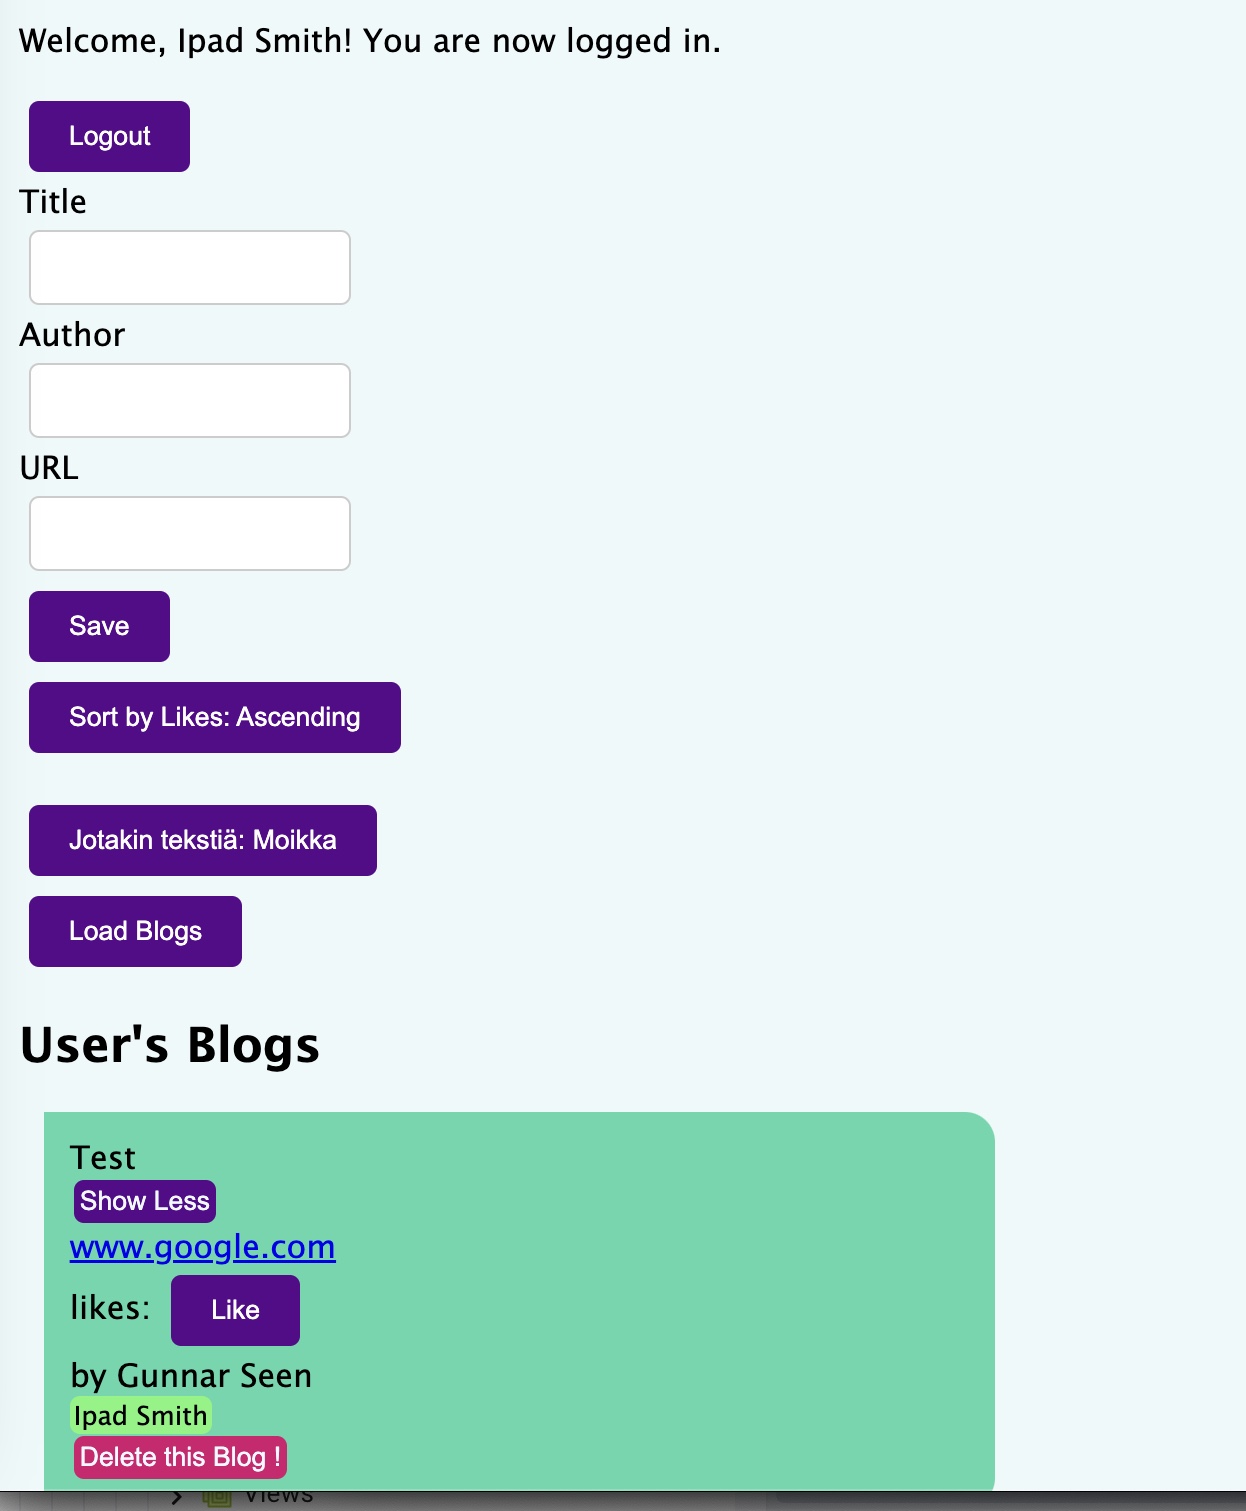 Welcome, Ipad Smith! You are now logged in.
Logout
Title
Author
URL
Save
Sort by Likes: Ascending
Jotakin tekstiä: Moikka
Load Blogs
User's Blogs
Test
Show Less
www.google.com
likes: Like
by Gunnar Seen
Ipad Smith
Delete this Blog !
Views